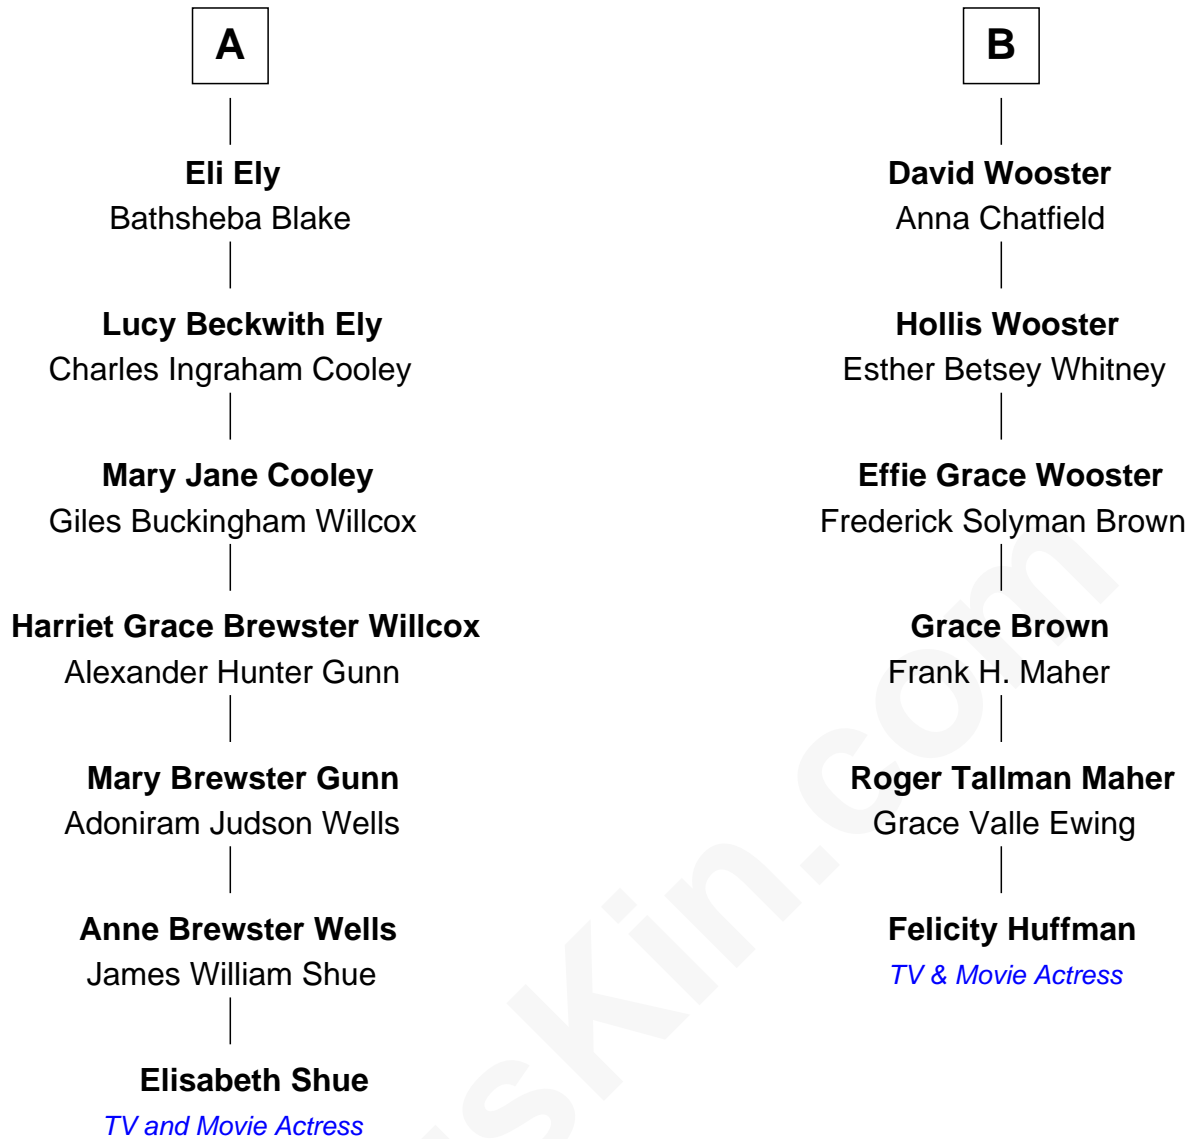 A
Eli Ely
Bathsheba Blake
Lucy Beckwith Ely
Charles Ingraham Cooley
Mary Jane Cooley
Giles Buckingham Willcox
Harriet Grace Brewster Willcox
Alexander Hunter Gunn
Mary Brewster Gunn
Adoniram Judson Wells
Anne Brewster Wells
James William Shue
Elisabeth Shue
TV and Movie Actress
B
David Wooster
Anna Chatfield
Hollis Wooster
Esther Betsey Whitney
Effie Grace Wooster
Frederick Solyman Brown
Grace Brown
Frank H. Maher
Roger Tallman Maher
Grace Valle Ewing
Felicity Huffman
TV & Movie Actress
sKin.com